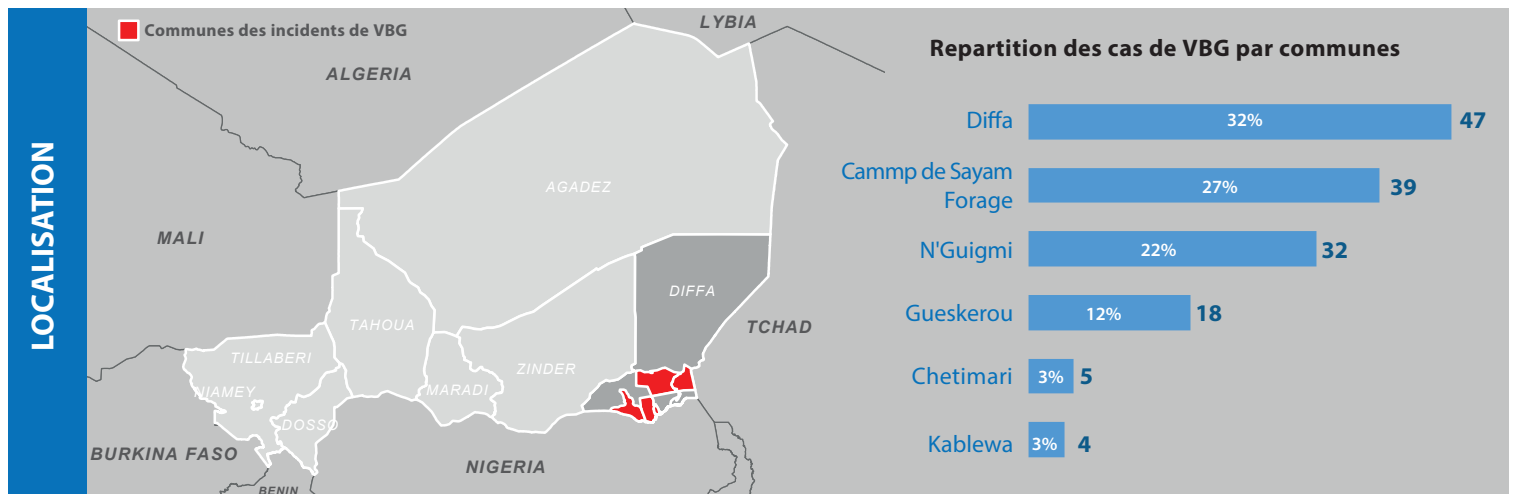 LOCALISATION
Communes des incidents de VBG
LYBIA
ALGERIA
AGADEZ
MALI
DIFFA
TAHOUA
TCHAD
TILLABERI
ZINDER
NIAMEY
MARADI
DOSSO
BURKINA FASO
NIGERIA
BENIN
Repartition des cas de VBG par communes
Diffa 32% 47
Cammp de Sayam
Forage 27% 39
N'Guigmi 22% 32
Gueskerou 12% 18
Chetimari 3% 5
Kablewa 3% 4